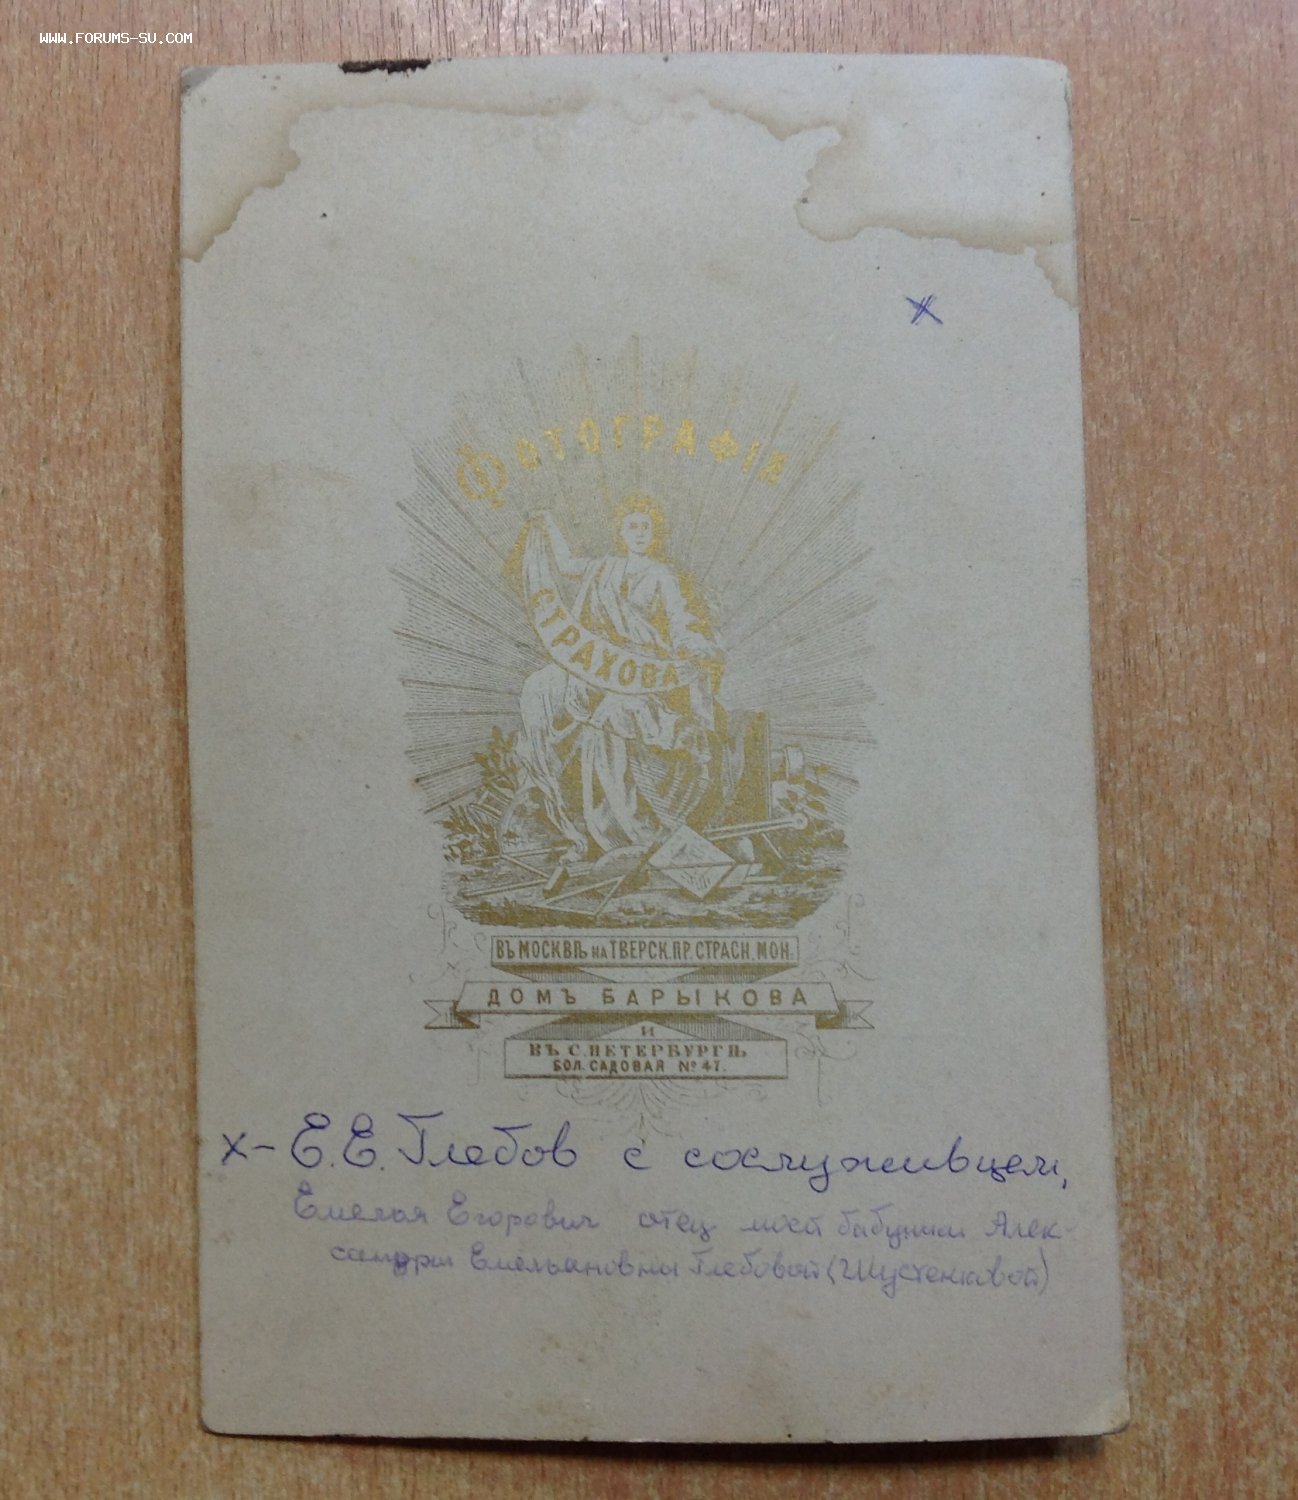 WWW.FORUMS-SU.COM
х
ФОТОГРАФІЯ
СТРАХОВА
ВЪ МОСКВѢ НА ТВЕРСК. ПР. СТРАСН. МОН.
ДОМЪ БАРЫКОВА
И
ВЪ С. ПЕТЕРБУРГѢ
БОЛ. САДОВАЯ № 47.
х – Е.Е. Глебов с сослуживцем,
Емельян Егорович отец моей бабушки Алек-
сандры Емельяновны Глебовой (Шустенковой)